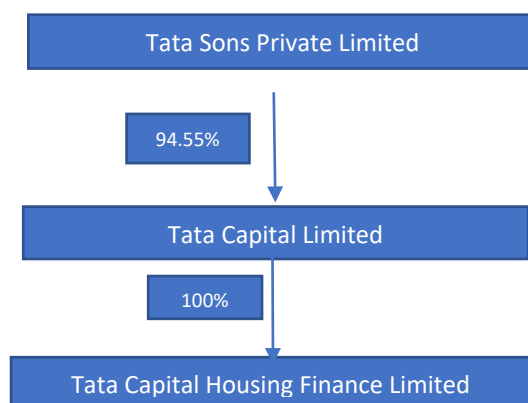 Tata Sons Private Limited
94.55%
Tata Capital Limited
100%
Tata Capital Housing Finance Limited